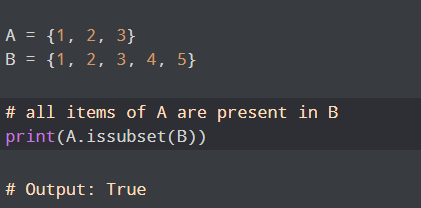 A = {1, 2, 3}
B = {1, 2, 3, 4, 5}
# all items of A are present in B
print(A.issubset(B))
# Output: True